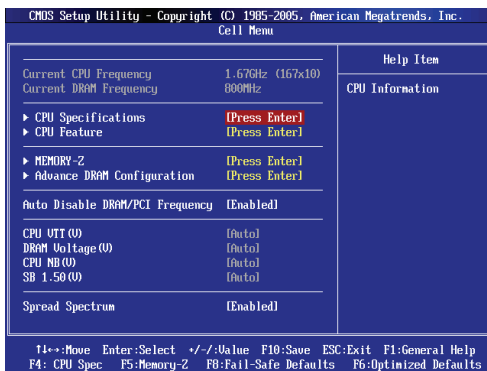 CMOS Setup Utility - Copyright (C) 1985-2005, American Megatrends, Inc.
Cell Menu
Help Item
Current CPU Frequency 1.67GHz (167x10)
Current DRAM Frequency 800MHz
CPU Information
▶ CPU Specifications [Press Enter]
▶ CPU Feature [Press Enter]
▶ MEMORY-Z [Press Enter]
▶ Advance DRAM Configuration [Press Enter]
Auto Disable DRAM/PCI Frequency [Enabled]
CPU VTT(V) [Auto]
DRAM Voltage(V) [Auto]
CPU NB(V) [Auto]
SB 1.50(V) [Auto]
Spread Spectrum [Enabled]
↑↓↔:Move Enter:Select +/-/:Value F10:Save ESC:Exit F1:General Help
F4: CPU Spec F5:Memory-Z F8:Fail-Safe Defaults F6:Optimized Defaults